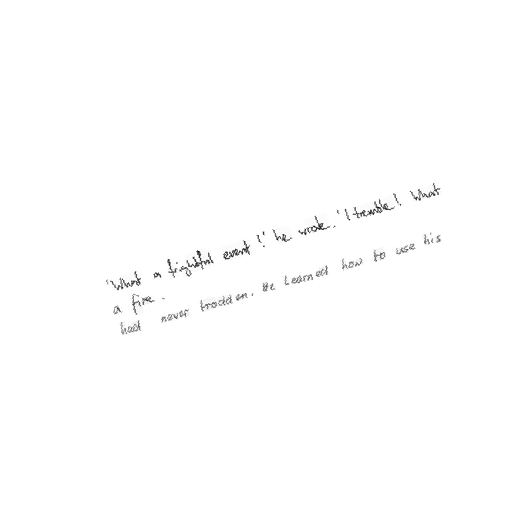 'What a frightful event!' he wrote. 'I tremble! What
a fire.
had never trodden. He learned how to use his